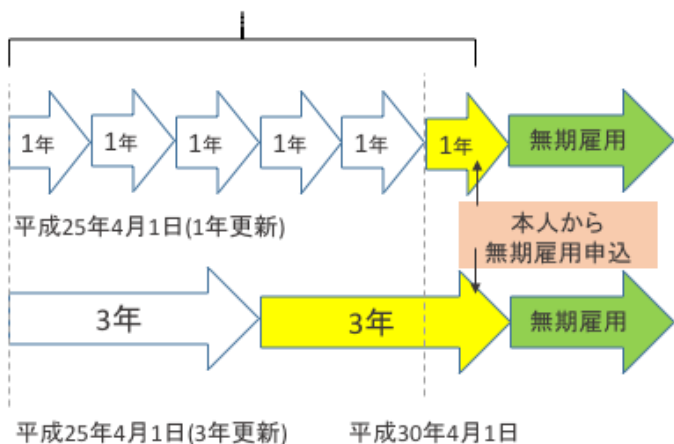 1年
1年
1年
1年
1年
1年
無期雇用
平成25年4月1日(1年更新)
本人から
無期雇用申込
3年
3年
無期雇用
平成25年4月1日(3年更新)
平成30年4月1日